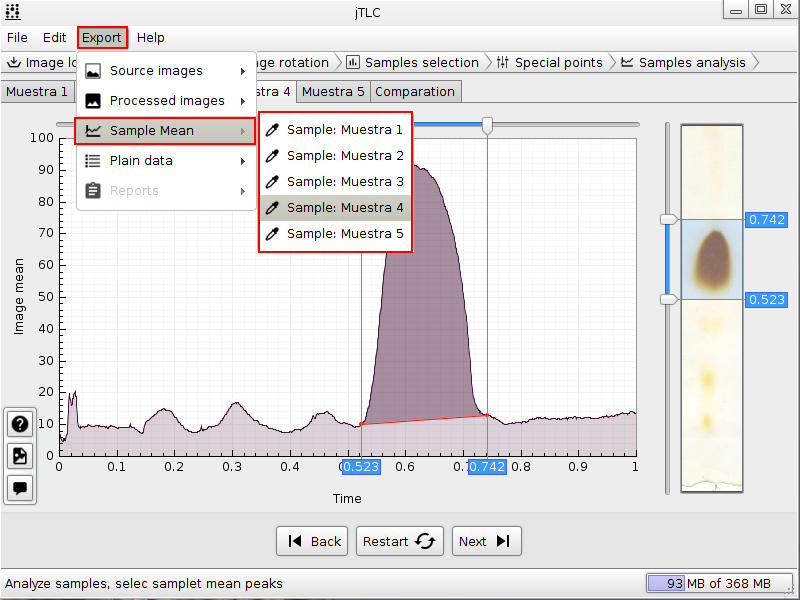 jTLC
File Edit Export Help
Image ge rotation Samples selection Special points Samples analysis
Muestra 1 stra 4 Muestra 5 Comparation
Source images
Processed images
Sample Mean
Plain data
Reports
Sample: Muestra 1
Sample: Muestra 2
Sample: Muestra 3
Sample: Muestra 4
Sample: Muestra 5
100
90
80
70
60
50
40
30
20
10
0
Image mean
0 0.1 0.2 0.3 0.4 0.523 0.6 0.742 0.8 0.9 1
Time
0.742
0.523
Back Restart Next
Analyze samples, selec samplet mean peaks
93 MB of 368 MB